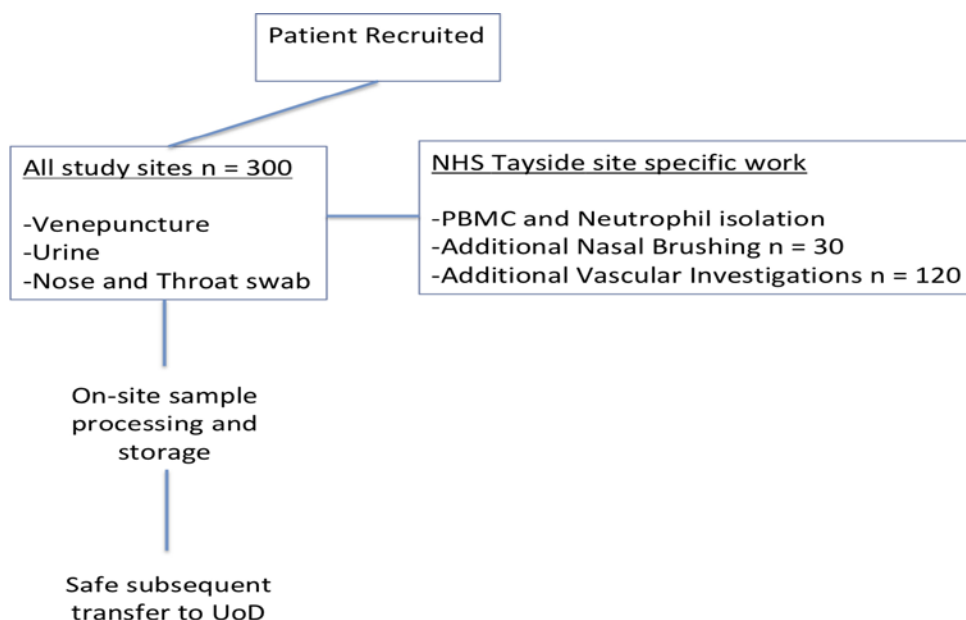 Patient Recruited
All study sites n = 300
-Venepuncture
-Urine
-Nose and Throat swab
NHS Tayside site specific work
-PBMC and Neutrophil isolation
-Additional Nasal Brushing n = 30
-Additional Vascular Investigations n = 120
On-site sample
processing and
storage
Safe subsequent
transfer to UoD